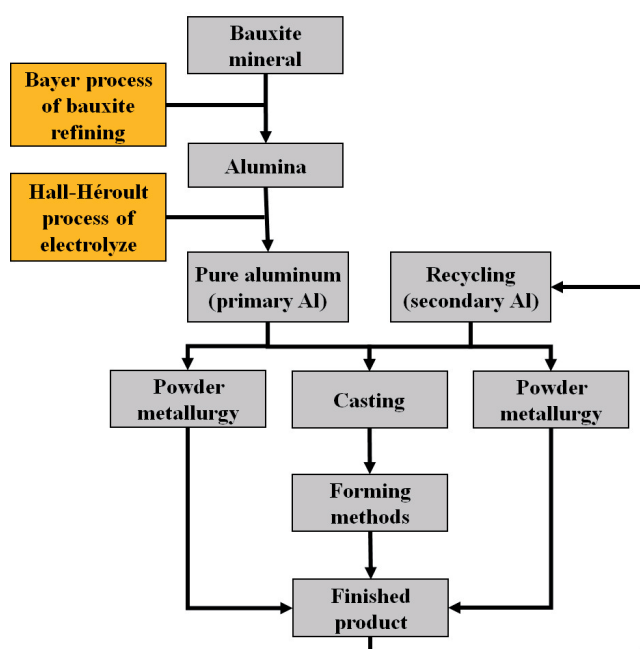 Bauxite
mineral
Bayer process
of bauxite
refining
Alumina
Hall-Héroult
process of
electrolyze
Pure aluminum
(primary Al)
Recycling
(secondary Al)
Powder
metallurgy
Casting
Powder
metallurgy
Forming
methods
Finished
product